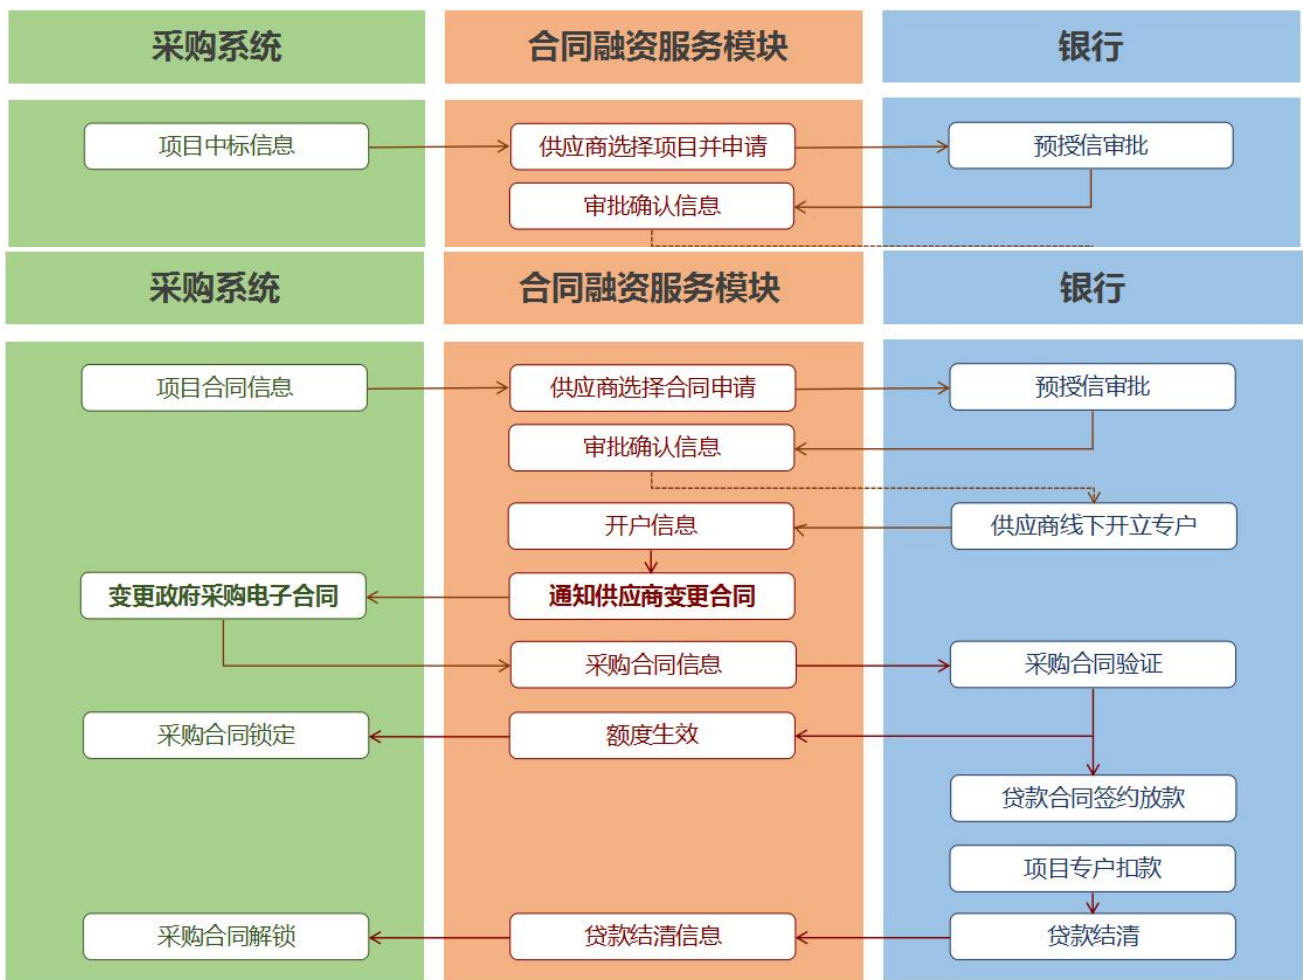 采购系统
合同融资服务模块
银行
项目中标信息
供应商选择项目并申请
预授信审批
审批确认信息
采购系统
合同融资服务模块
银行
项目合同信息
供应商选择合同申请
预授信审批
审批确认信息
开户信息
供应商线下开立专户
变更政府采购电子合同
通知供应商变更合同
采购合同信息
采购合同验证
采购合同锁定
额度生效
贷款合同签约放款
项目专户扣款
采购合同解锁
贷款结清信息
贷款结清